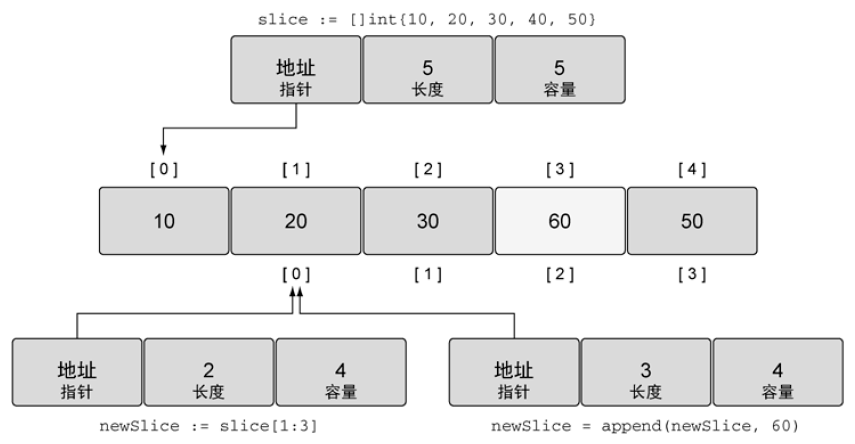 slice := []int{10, 20, 30, 40, 50}
地址 5 5
指针 长度 容量
[0] [1] [2] [3] [4]
10 20 30 60 50
[0] [1] [2] [3]
地址 2 4 地址 3 4
指针 长度 容量 指针 长度 容量
newSlice := slice[1:3] newSlice = append(newSlice, 60)